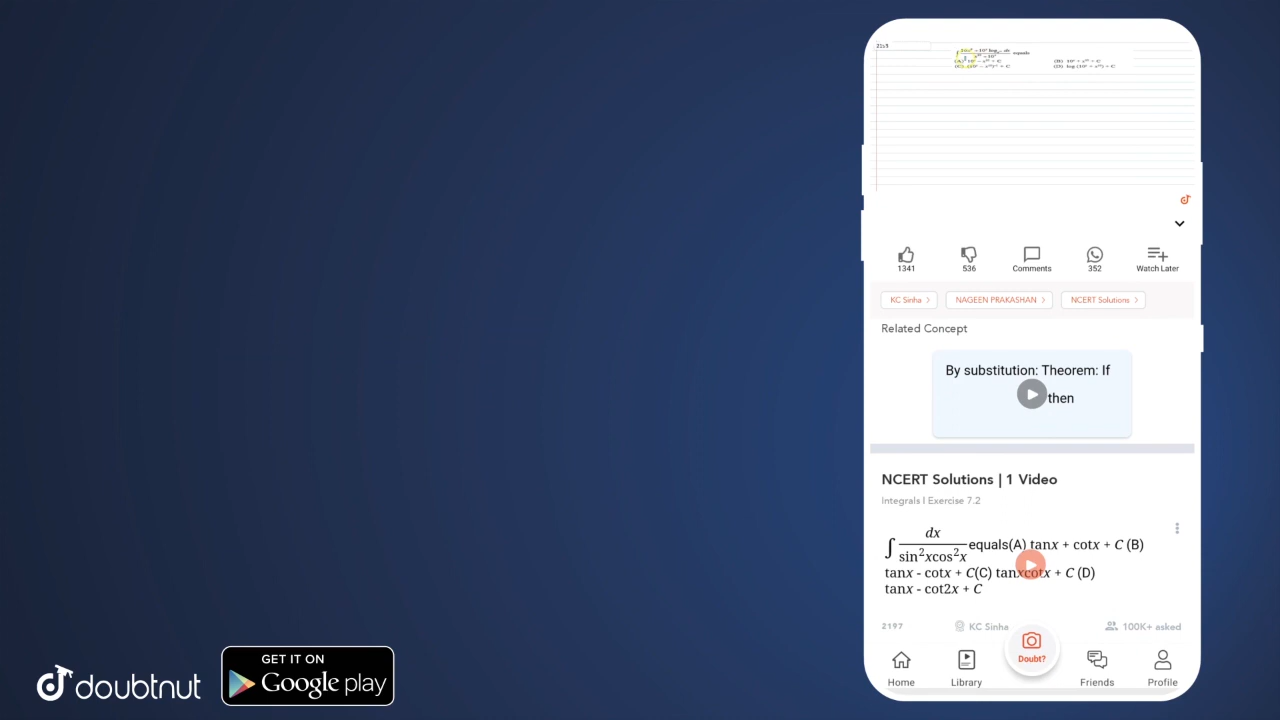 equals
1341
536
Comments
352
Watch Later
KC Sinha >
NAGEEN PRAKASHAN >
NCERT Solutions >
Related Concept
By substitution: Theorem: If
then
NCERT Solutions | 1 Video
Integrals I Exercise 7.2
∫ dx / sin²xcos²x equals(A) tanx + cotx + C (B)
tanx - cotx + C(C) tanxcotx + C (D)
tanx - cot2x + C
2197 KC Sinha 100K+ asked
Doubt?
Home Library Friends Profile
doubtnut
GET IT ON
Google play